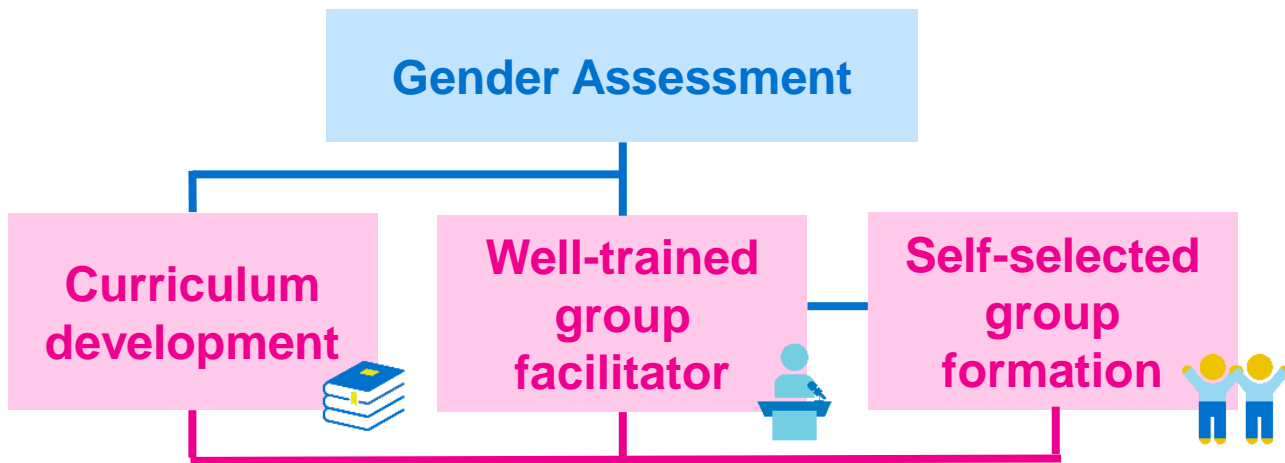 Gender Assessment
Curriculum
development
Well-trained
group
facilitator
Self-selected
group
formation